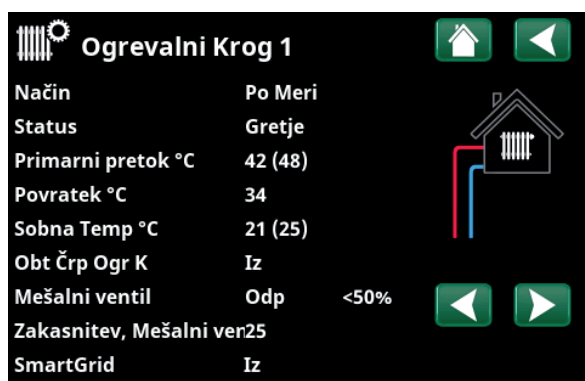 Ogrevalni Krog 1
Način Po Meri
Status Gretje
Primarni pretok °C 42 (48)
Povratek °C 34
Sobna Temp °C 21 (25)
Obt Črp Ogr K Iz
Mešalni ventil Odp <50%
Zakasnitev, Mešalni ven25
SmartGrid Iz